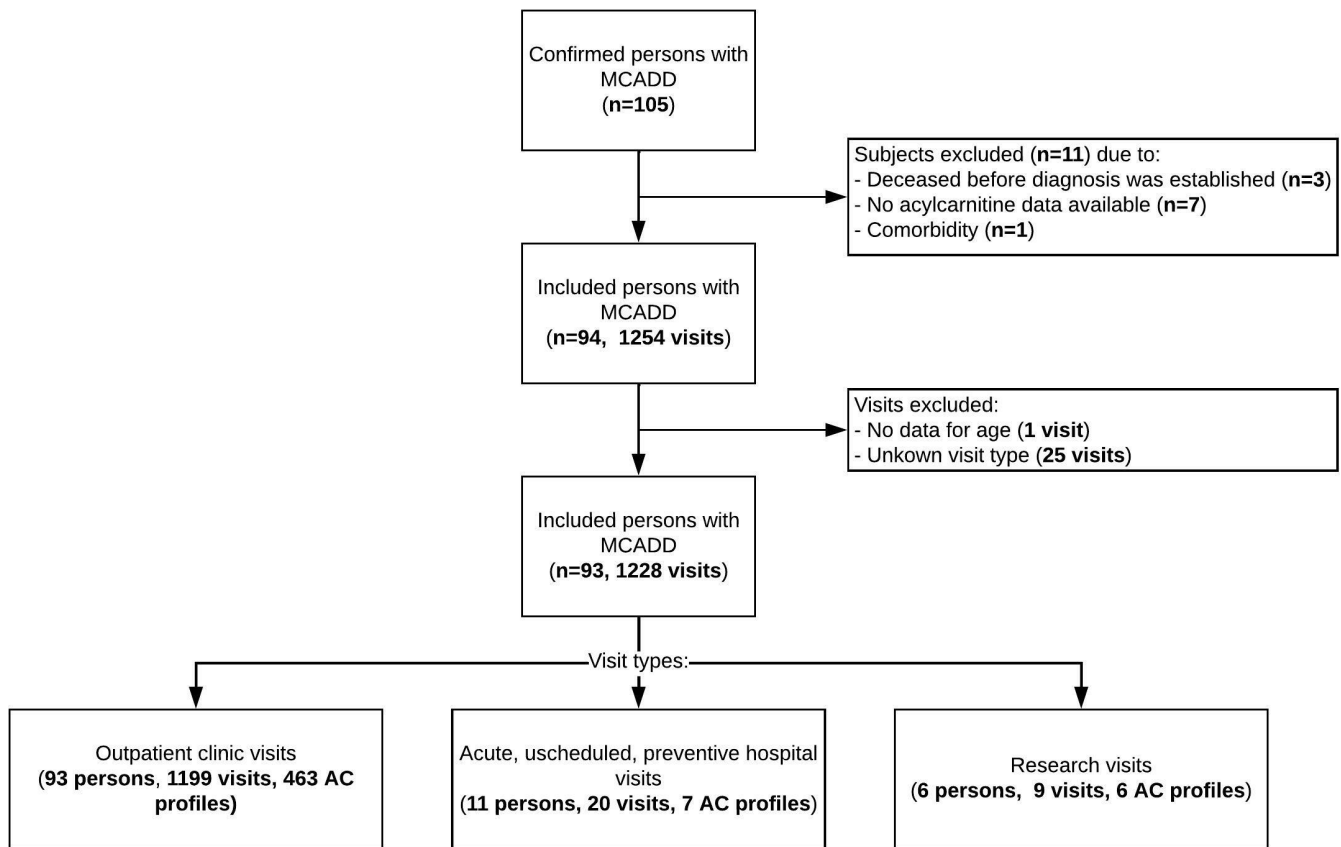 Confirmed persons with
MCADD
(n=105)
Subjects excluded (n=11) due to:
- Deceased before diagnosis was established (n=3)
- No acylcarnitine data available (n=7)
- Comorbidity (n=1)
Included persons with
MCADD
(n=94,  1254 visits)
Visits excluded:
- No data for age (1 visit)
- Unkown visit type (25 visits)
Included persons with
MCADD
(n=93, 1228 visits)
Visit types:
Outpatient clinic visits
(93 persons, 1199 visits, 463 AC
profiles)
Acute, uscheduled, preventive hospital
visits
(11 persons, 20 visits, 7 AC profiles)
Research visits
(6 persons,  9 visits, 6 AC profiles)